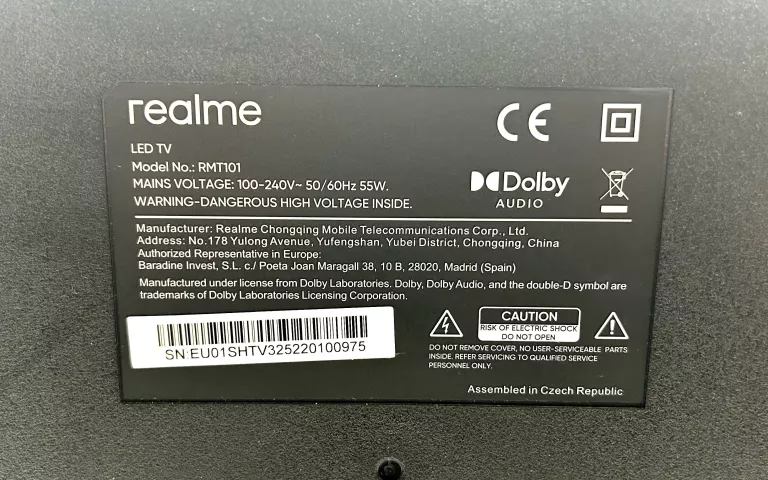 realme
CE
LED TV
Model No.: RMT101
MAINS VOLTAGE: 100-240V~ 50/60Hz 55W.
WARNING-DANGEROUS HIGH VOLTAGE INSIDE.
Dolby
AUDIO
Manufacturer: Realme Chongqing Mobile Telecommunications Corp., Ltd.
Address: No.178 Yulong Avenue, Yufengshan, Yubei District, Chongqing, China
Authorized Representative in Europe:
Baradine Invest, S.L. c./ Poeta Joan Maragall 38, 10 B, 28020, Madrid (Spain)
Manufactured under license from Dolby Laboratories. Dolby, Dolby Audio, and the double-D symbol are
trademarks of Dolby Laboratories Licensing Corporation.
SN:EU01SHTV325220100975
CAUTION
RISK OF ELECTRIC SHOCK
DO NOT OPEN
DO NOT REMOVE COVER, NO USER-SERVICEABLE PARTS
INSIDE. REFER SERVICING TO QUALIFIED SERVICE
PERSONNEL ONLY.
Assembled in Czech Republic